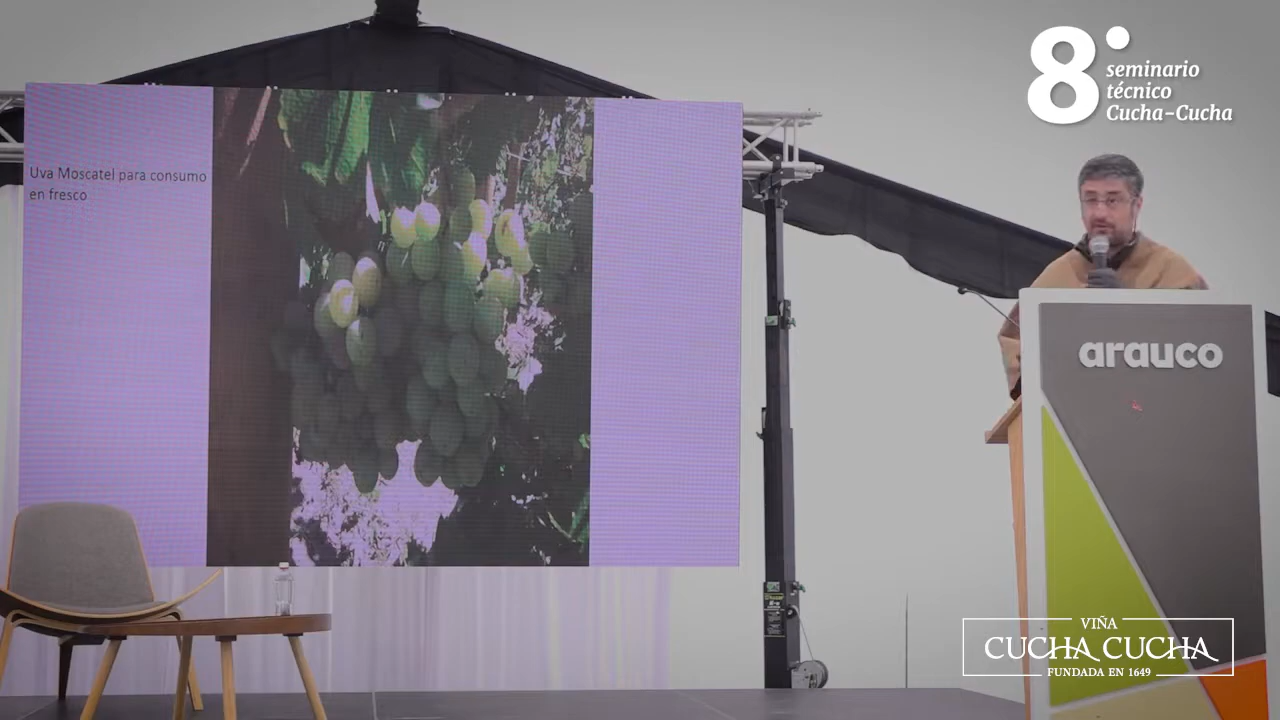 8° seminario
técnico
Cucha-Cucha
Uva Moscatel para consumo
en fresco
arauco
VIÑA
CUCHA CUCHA
FUNDADA EN 1649